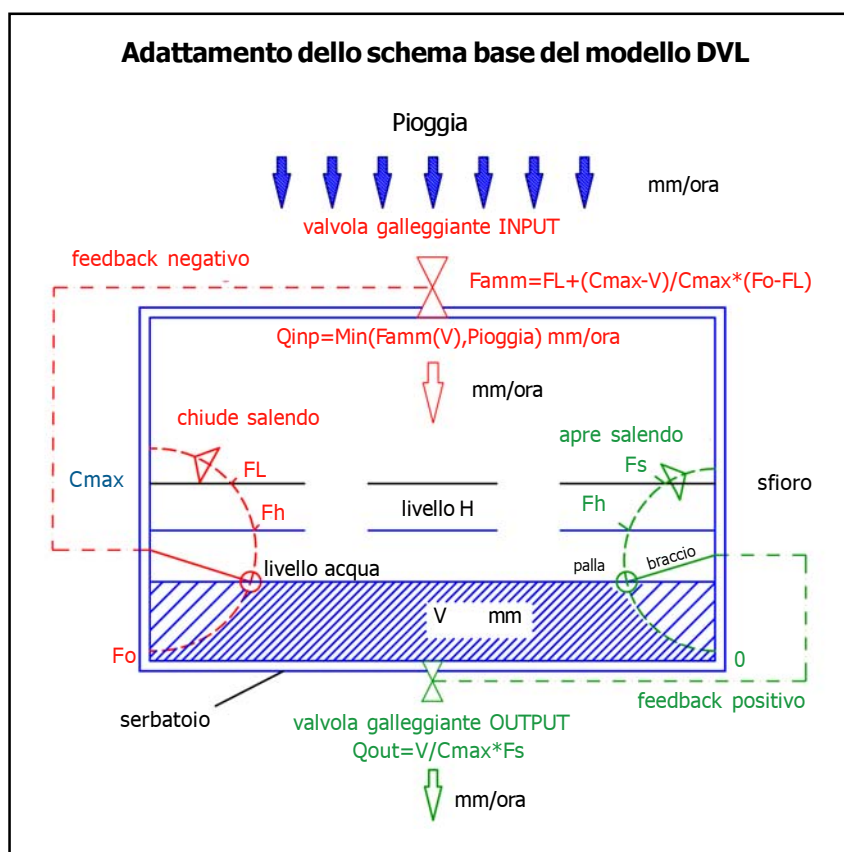 Adattamento dello schema base del modello DVL
Pioggia
mm/ora
valvola galleggiante INPUT
feedback negativo
Famm=FL+(Cmax-V)/Cmax*(Fo-FL)
Qinp=Min(Famm(V),Pioggia) mm/ora
mm/ora
chiude salendo
apre salendo
Cmax
FL
Fs
sfioro
Fh
livello H
Fh
livello acqua
palla
braccio
V mm
Fo
0
serbatoio
feedback positivo
valvola galleggiante OUTPUT
Qout=V/Cmax*Fs
mm/ora